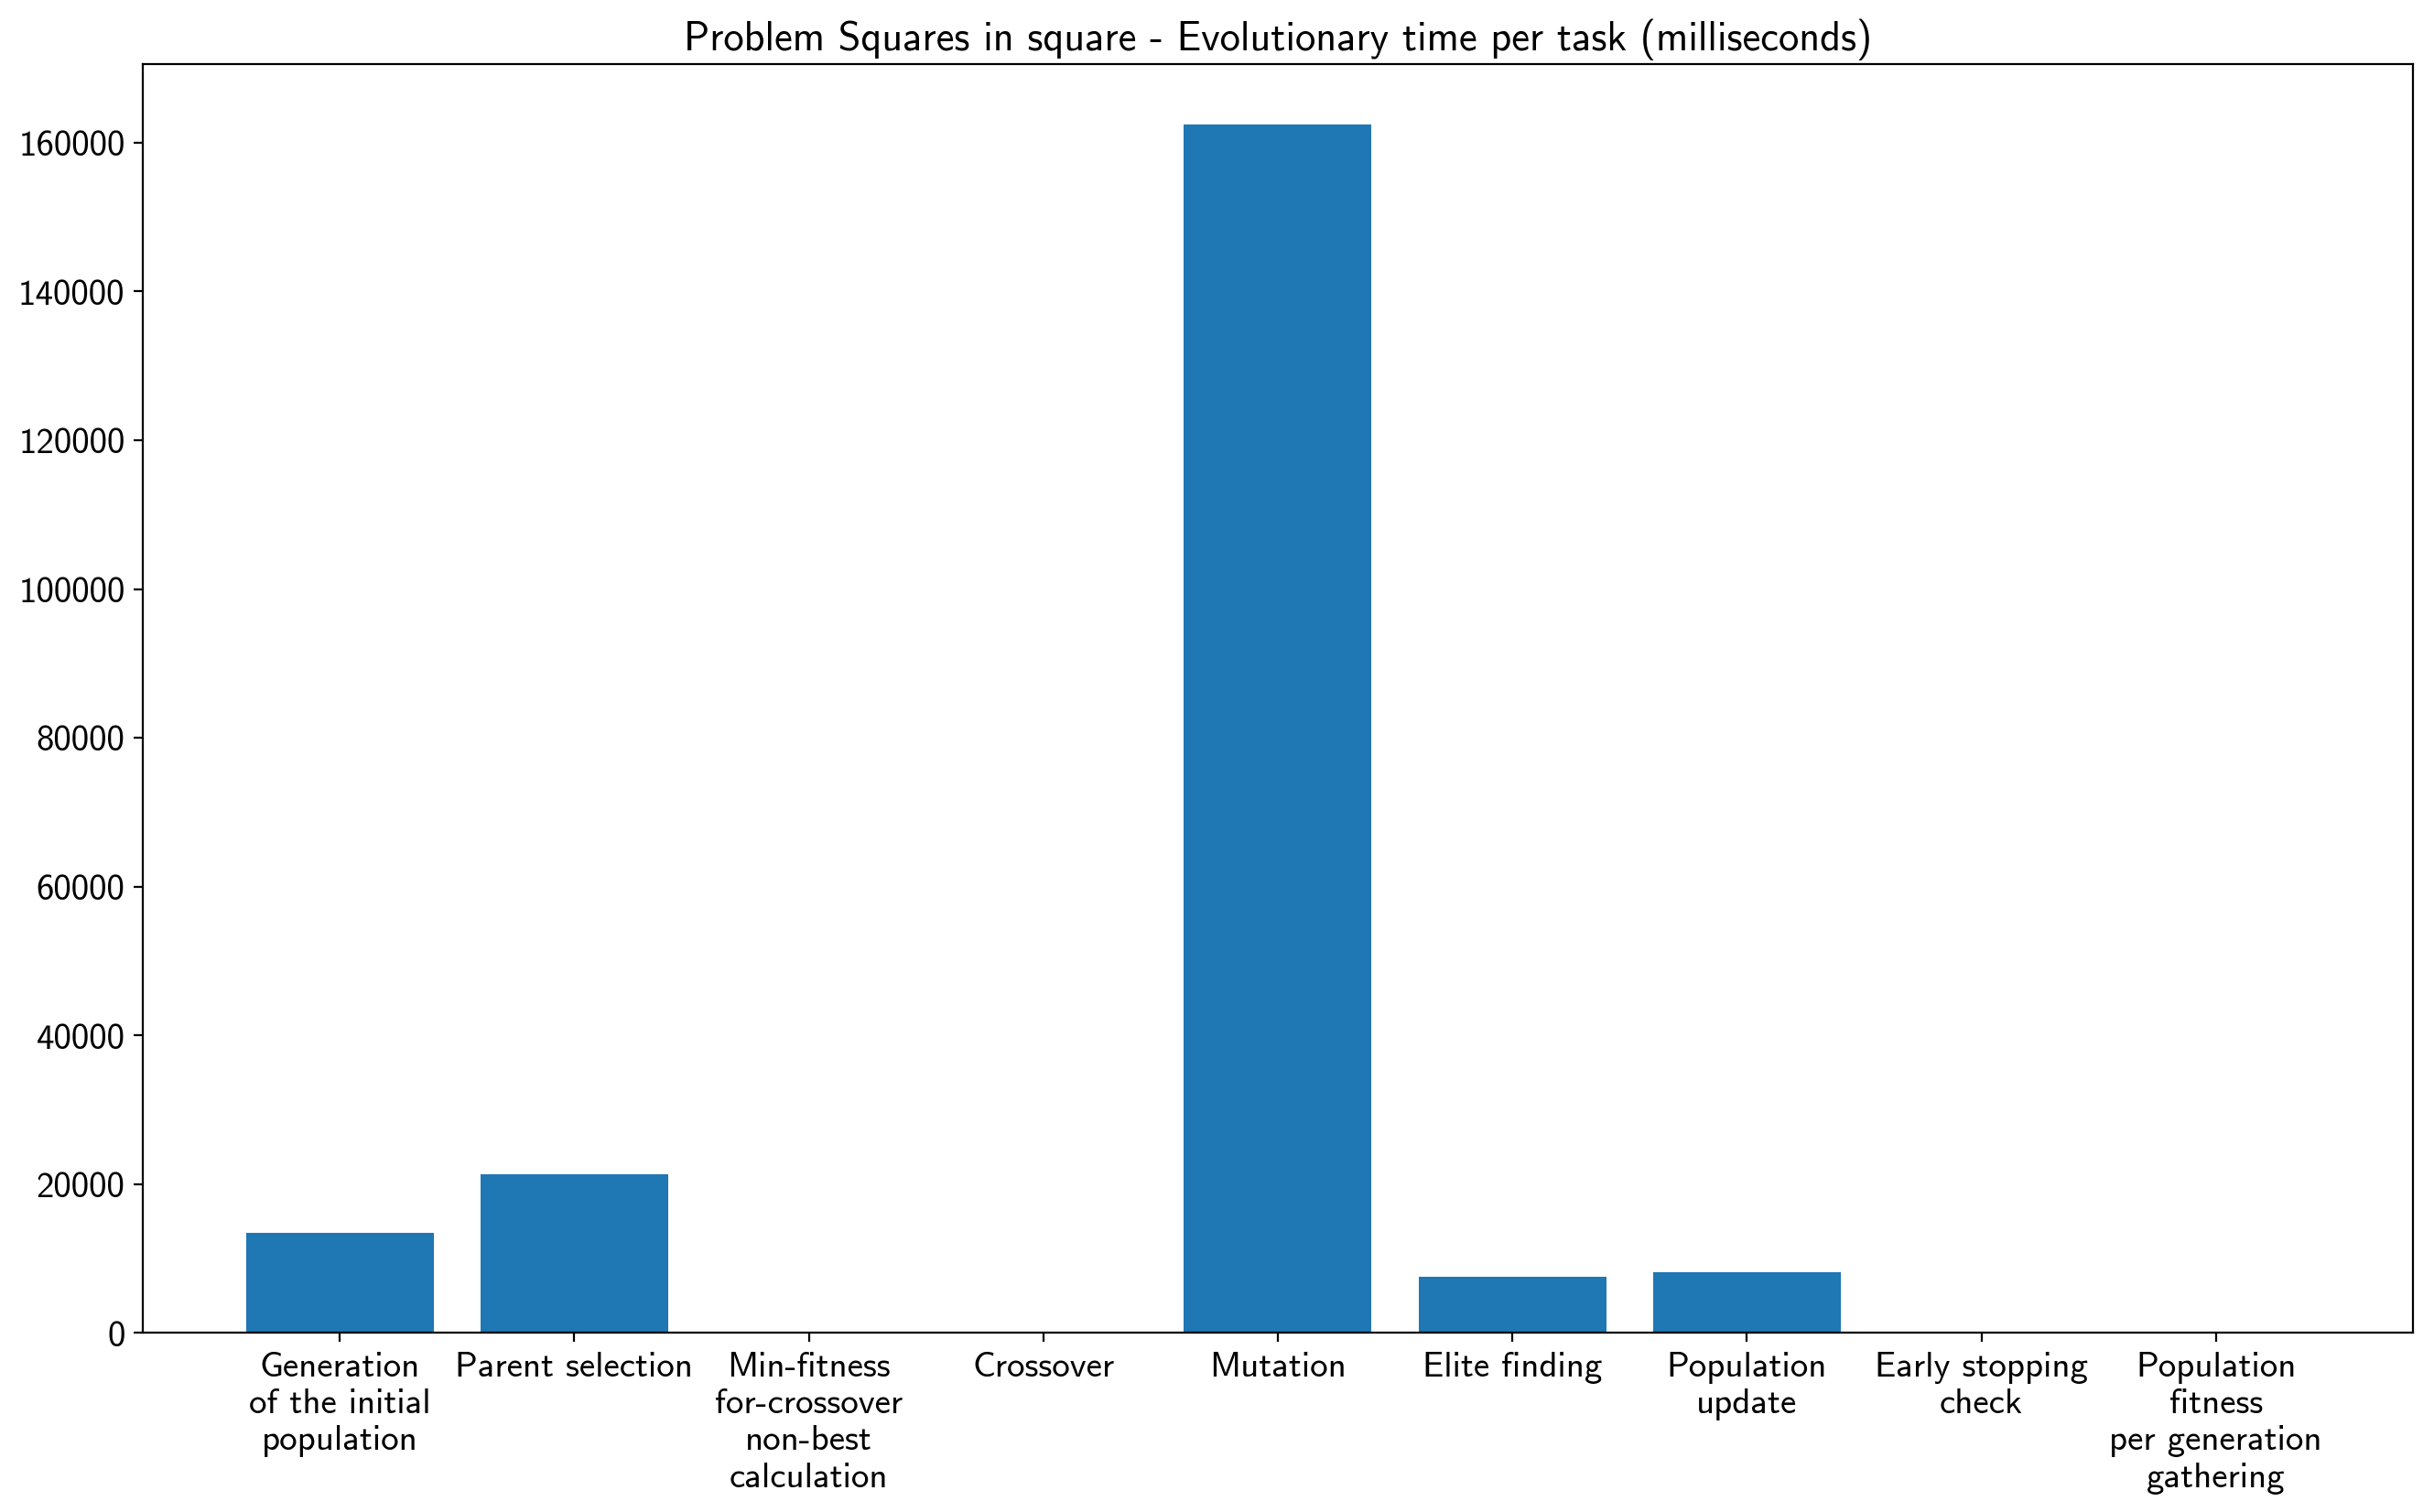 Problem Squares in square - Evolutionary time per task (milliseconds)
160000
140000
120000
100000
80000
60000
40000
20000
0
Generation
of the initial
population
Parent selection
Min-fitness
for-crossover
non-best
calculation
Crossover
Mutation
Elite finding
Population
update
Early stopping
check
Population
fitness
per generation
gathering